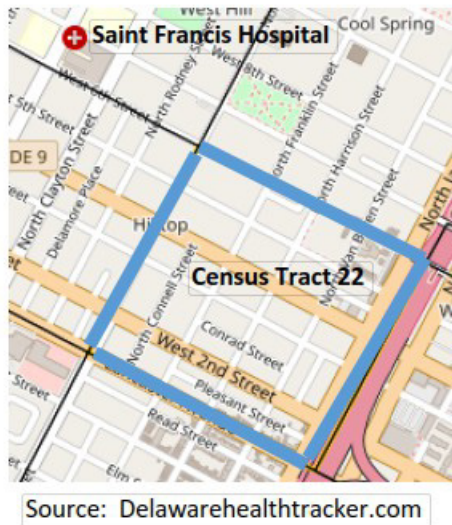 West Hill
Cool Spring
Saint Francis Hospital
West 8th Street
West 6th Street
North Rodney Street
North Franklin Street
North Harrison Street
5th Street
DE 9
North Clayton Street
Delamore Place
Hilltop
North Van Buren Street
Census Tract 22
North Connell Street
Conrad Street
West 2nd Street
Pleasant Street
Read Street
Elm S
Source: Delawarehealthtracker.com